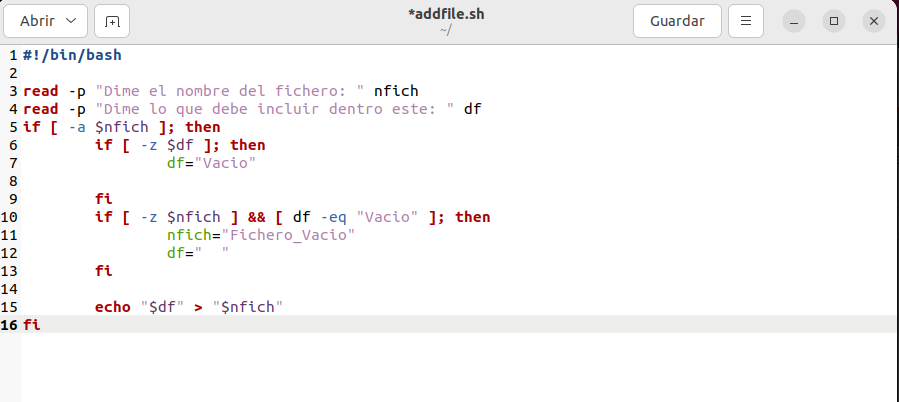 Abrir
*addfile.sh
~/
Guardar
1 #!/bin/bash
2
3 read -p "Dime el nombre del fichero: " nfich
4 read -p "Dime lo que debe incluir dentro este: " df
5 if [ -a $nfich ]; then
6         if [ -z $df ]; then
7                 df="Vacio"
8
9         fi
10         if [ -z $nfich ] && [ df -eq "Vacio" ]; then
11                 nfich="Fichero_Vacio"
12                 df="  "
13         fi
14
15         echo "$df" > "$nfich"
16 fi